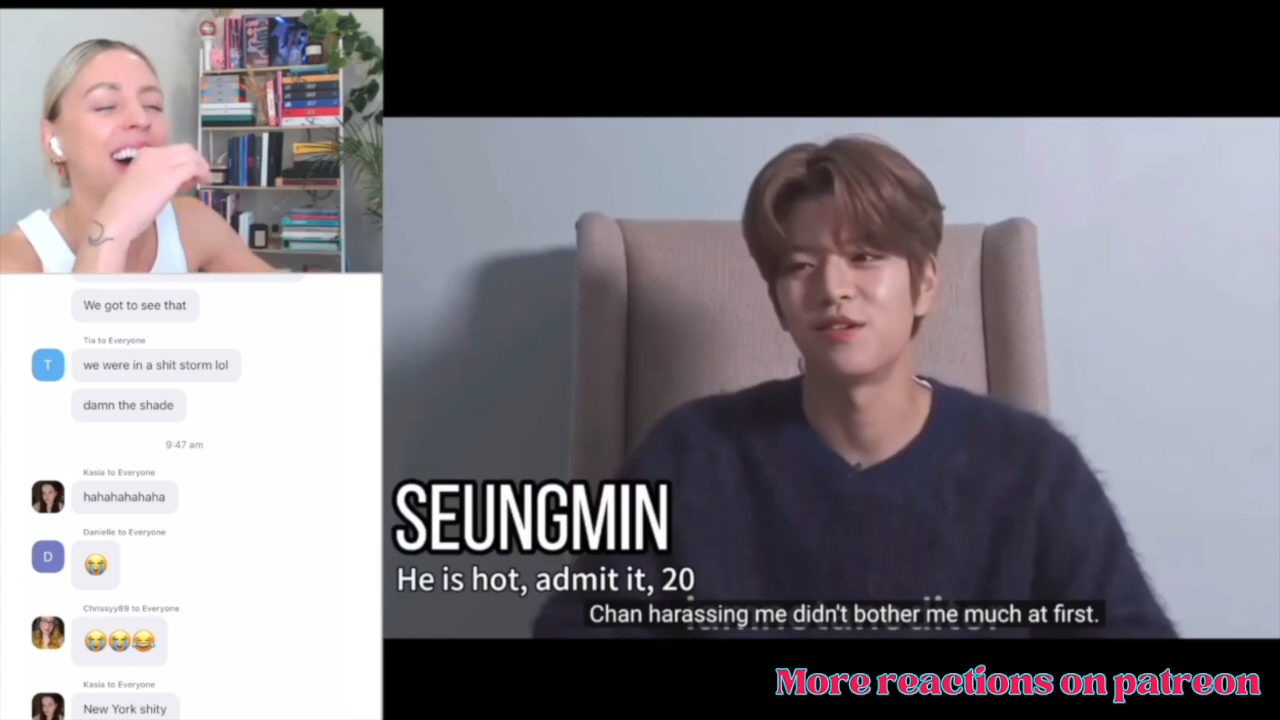 We got to see that
Tia to Everyone
T
we were in a shit storm lol
damn the shade
9:47 am
Kasia to Everyone
hahahahahaha
Danielle to Everyone
D
Chrissyy89 to Everyone
Kasia to Everyone
New York shity
SEUNGMIN
He is hot, admit it, 20
Chan harassing me didn't bother me much at first.
More reactions on patreon